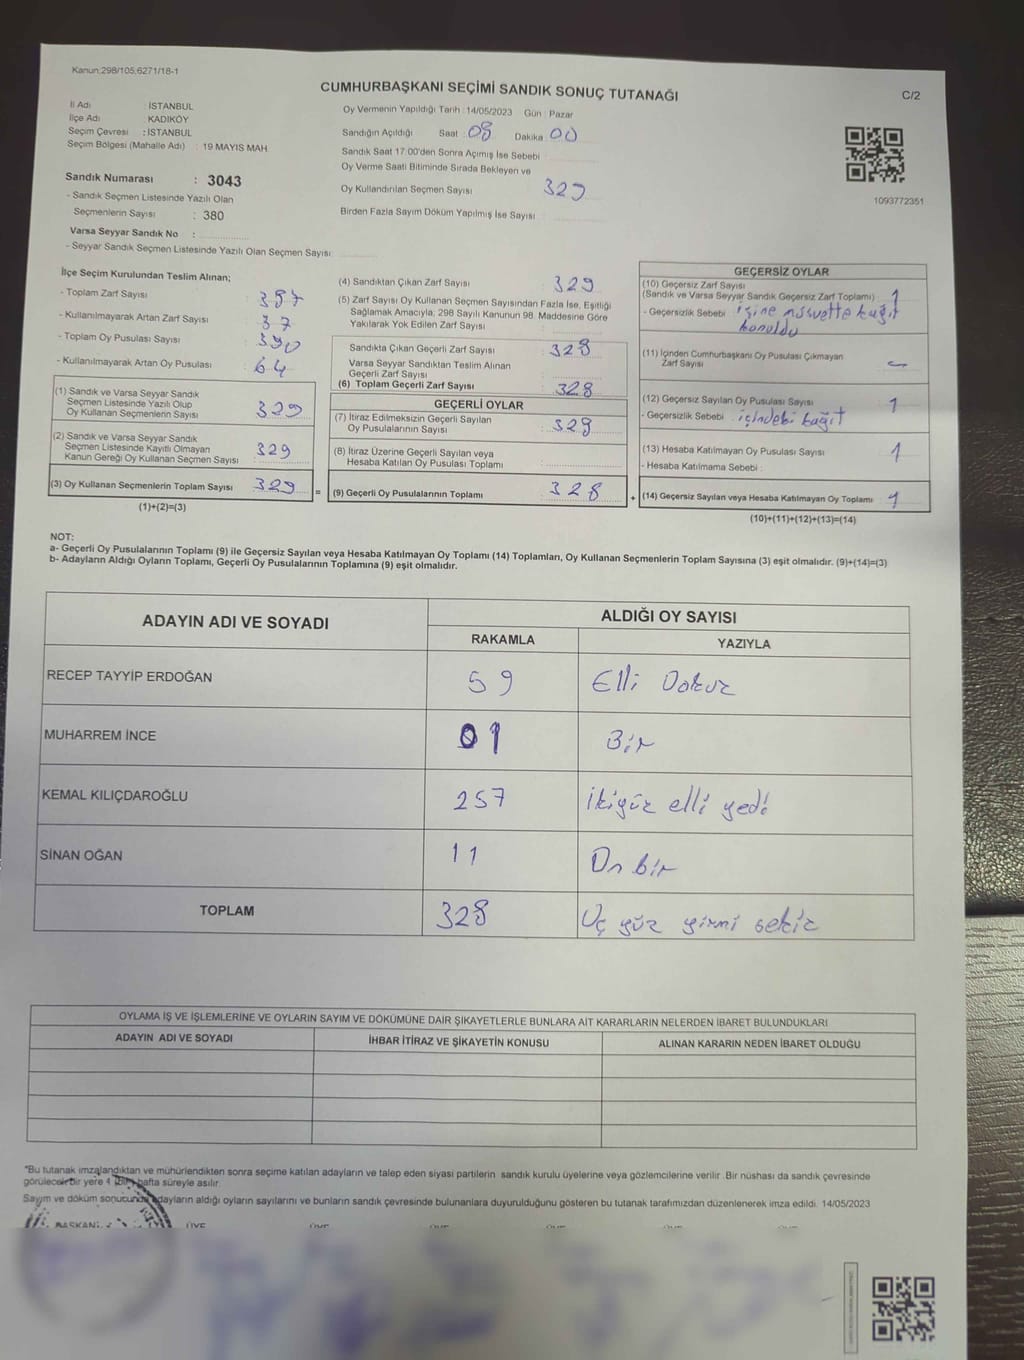 Kanun:298/105,6271/18-1
CUMHURBAŞKANI SEÇİMİ SANDIK SONUÇ TUTANAĞI
C/2
İl Adı : İSTANBUL
İlçe Adı : KADIKÖY
Seçim Çevresi : İSTANBUL
Seçim Bölgesi (Mahalle Adı) : 19 MAYIS MAH.
Sandık Numarası : 3043
- Sandık Seçmen Listesinde Yazılı Olan
Seçmenlerin Sayısı : 380
Varsa Seyyar Sandık No :
- Seyyar Sandık Seçmen Listesinde Yazılı Olan Seçmen Sayısı:
Oy Vermenin Yapıldığı Tarih : 14/05/2023 Gün : Pazar
Sandığın Açıldığı Saat : 08 Dakika 00
Sandık Saat 17:00'den Sonra Açımış İse Sebebi :
Oy Verme Saati Bitiminde Sırada Bekleyen ve
Oy Kullandırılan Seçmen Sayısı 329
Birden Fazla Sayım Döküm Yapılmış İse Sayısı :
1093772351
İlçe Seçim Kurulundan Teslim Alınan;
- Toplam Zarf Sayısı : 397
- Kullanılmayarak Artan Zarf Sayısı : 37
- Toplam Oy Pusulası Sayısı : 390
- Kullanılmayarak Artan Oy Pusulası : 64
(1) Sandık ve Varsa Seyyar Sandık
Seçmen Listesinde Yazılı Olup
Oy Kullanan Seçmenlerin Sayısı : 329
(2) Sandık ve Varsa Seyyar Sandık
Seçmen Listesinde Kayıtlı Olmayan
Kanun Gereği Oy Kullanan Seçmen Sayısı : 329
(3) Oy Kullanan Seçmenlerin Toplam Sayısı : 329
(1)+(2)=(3)
=
(4) Sandıktan Çıkan Zarf Sayısı : 329
(5) Zarf Sayısı Oy Kullanan Seçmen Sayısından Fazla İse, Eşitliği
Sağlamak Amacıyla, 298 Sayılı Kanunun 98. Maddesine Göre
Yakılarak Yok Edilen Zarf Sayısı :
Sandıkta Çıkan Geçerli Zarf Sayısı : 328
Varsa Seyyar Sandıktan Teslim Alınan
Geçerli Zarf Sayısı :
(6) Toplam Geçerli Zarf Sayısı : 328
GEÇERLİ OYLAR
(7) İtiraz Edilmeksizin Geçerli Sayılan
Oy Pusulalarının Sayısı : 328
(8) İtiraz Üzerine Geçerli Sayılan veya
Hesaba Katılan Oy Pusulası Toplamı :
(9) Geçerli Oy Pusulalarının Toplamı : 328
+
GEÇERSİZ OYLAR
(10) Geçersiz Zarf Sayısı
(Sandık ve Varsa Seyyar Sandık Geçersiz Zarf Toplamı) : 1
- Geçersizlik Sebebi : içine müsvette kağıt
konuldu
(11) İçinden Cumhurbaşkanı Oy Pusulası Çıkmayan
Zarf Sayısı : -
(12) Geçersiz Sayılan Oy Pusulası Sayısı : 1
- Geçersizlik Sebebi : içindeki kağıt
(13) Hesaba Katılmayan Oy Pusulası Sayısı : 1
- Hesaba Katılmama Sebebi :
(14) Geçersiz Sayılan veya Hesaba Katılmayan Oy Toplamı : 1
(10)+(11)+(12)+(13)=(14)
NOT:
a- Geçerli Oy Pusulalarının Toplamı (9) ile Geçersiz Sayılan veya Hesaba Katılmayan Oy Toplamı (14) Toplamları, Oy Kullanan Seçmenlerin Toplam Sayısına (3) eşit olmalıdır. (9)+(14)=(3)
b- Adayların Aldığı Oyların Toplamı, Geçerli Oy Pusulalarının Toplamına (9) eşit olmalıdır.
ADAYIN ADI VE SOYADI
ALDIĞI OY SAYISI
RAKAMLA
YAZIYLA
RECEP TAYYİP ERDOĞAN 59 Elli Dokuz
MUHARREM İNCE 01 Bir
KEMAL KILIÇDAROĞLU 257 İkiyüz elli yedi
SİNAN OĞAN 11 On bir
TOPLAM 328 Üç yüz yirmi sekiz
OYLAMA İŞ VE İŞLEMLERİNE VE OYLARIN SAYIM VE DÖKÜMÜNE DAİR ŞİKAYETLERLE BUNLARA AİT KARARLARIN NELERDEN İBARET BULUNDUKLARI
ADAYIN ADI VE SOYADI
İHBAR İTİRAZ VE ŞİKAYETİN KONUSU
ALINAN KARARIN NEDEN İBARET OLDUĞU
"Bu tutanak imzalandıktan ve mühürlendikten sonra seçime katılan adayların ve talep eden siyasi partilerin sandık kurulu üyelerine veya gözlemcilerine verilir. Bir nüshası da sandık çevresinde
görülecek bir yere 1 (Bir) hafta süreyle asılır.
Sayım ve döküm sonucunda adayların aldığı oyların sayılarını ve bunların sandık çevresinde bulunanlara duyurulduğunu gösteren bu tutanak tarafımızdan düzenlenerek imza edildi. 14/05/2023
BAŞKAN ÜYE ÜYE ÜYE ÜYE ÜYE ÜYE